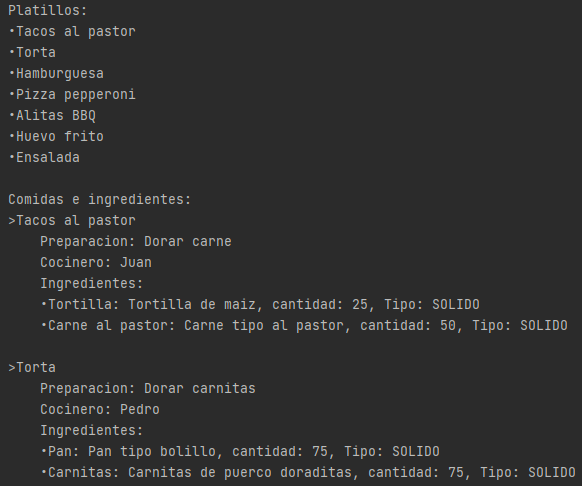 Platillos:
•Tacos al pastor
•Torta
•Hamburguesa
•Pizza pepperoni
•Alitas BBQ
•Huevo frito
•Ensalada
Comidas e ingredientes:
>Tacos al pastor
Preparacion: Dorar carne
Cocinero: Juan
Ingredientes:
•Tortilla: Tortilla de maiz, cantidad: 25, Tipo: SOLIDO
•Carne al pastor: Carne tipo al pastor, cantidad: 50, Tipo: SOLIDO
>Torta
Preparacion: Dorar carnitas
Cocinero: Pedro
Ingredientes:
•Pan: Pan tipo bolillo, cantidad: 75, Tipo: SOLIDO
•Carnitas: Carnitas de puerco doraditas, cantidad: 75, Tipo: SOLIDO